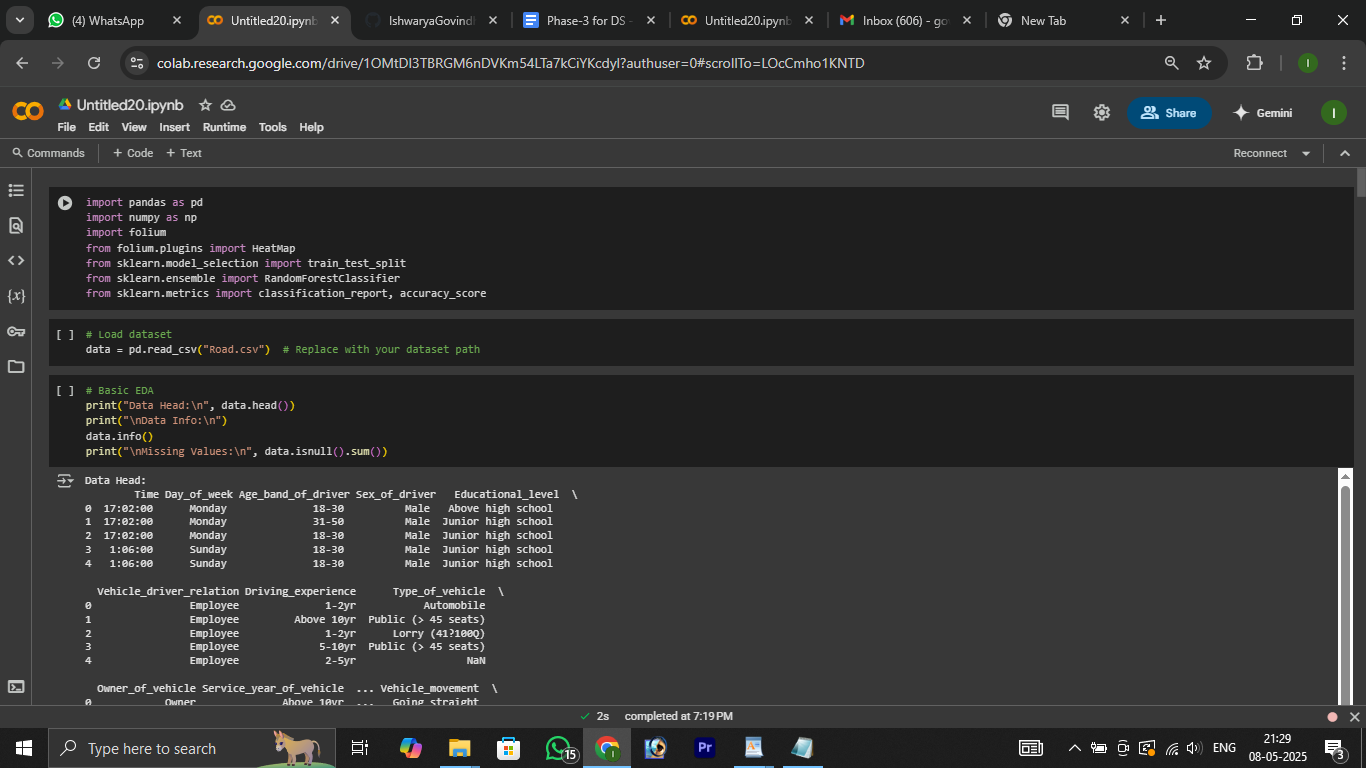 (4) WhatsApp
Untitled20.ipynb
IshwaryaGovindh
Phase-3 for DS -
Untitled20.ipynb
Inbox (606) - go
New Tab
colab.research.google.com/drive/1OMtDI3TBRGM6nDVKm54LTa7kCiYKcdyl?authuser=0#scrollTo=LOcCmho1KNTD
I
Untitled20.ipynb
File Edit View Insert Runtime Tools Help
Share
Gemini
I
Commands + Code + Text
Reconnect
import pandas as pd
import numpy as np
import folium
from folium.plugins import HeatMap
from sklearn.model_selection import train_test_split
from sklearn.ensemble import RandomForestClassifier
from sklearn.metrics import classification_report, accuracy_score
[ ] # Load dataset
data = pd.read_csv("Road.csv")  # Replace with your dataset path
[ ] # Basic EDA
print("Data Head:\n", data.head())
print("\nData Info:\n")
data.info()
print("\nMissing Values:\n", data.isnull().sum())
Data Head:
Time Day_of_week Age_band_of_driver Sex_of_driver Educational_level \
0 17:02:00 Monday 18-30 Male Above high school
1 17:02:00 Monday 31-50 Male Junior high school
2 17:02:00 Monday 18-30 Male Junior high school
3 1:06:00 Sunday 18-30 Male Junior high school
4 1:06:00 Sunday 18-30 Male Junior high school
Vehicle_driver_relation Driving_experience Type_of_vehicle \
0 Employee 1-2yr Automobile
1 Employee Above 10yr Public (> 45 seats)
2 Employee 1-2yr Lorry (41?100Q)
3 Employee 5-10yr Public (> 45 seats)
4 Employee 2-5yr NaN
Owner_of_vehicle Service_year_of_vehicle ... Vehicle_movement \
0 Owner Above 10yr ... Going straight
2s completed at 7:19 PM
Type here to search
15
Pr
ENG
21:29
08-05-2025
3